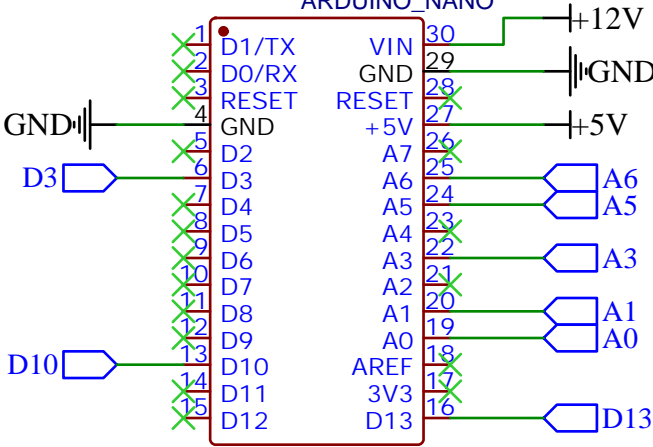 ARDUINO_NANO
1 D1/TX VIN 30 +12V
2 D0/RX GND 29 GND
3 RESET RESET 28
GND 4 GND +5V 27 +5V
5 D2 A7 26
D3 6 D3 A6 25 A6
7 D4 A5 24 A5
8 D5 A4 23
9 D6 A3 22 A3
10 D7 A2 21
11 D8 A1 20 A1
12 D9 A0 19 A0
D10 13 D10 AREF 18
14 D11 3V3 17
15 D12 D13 16 D13